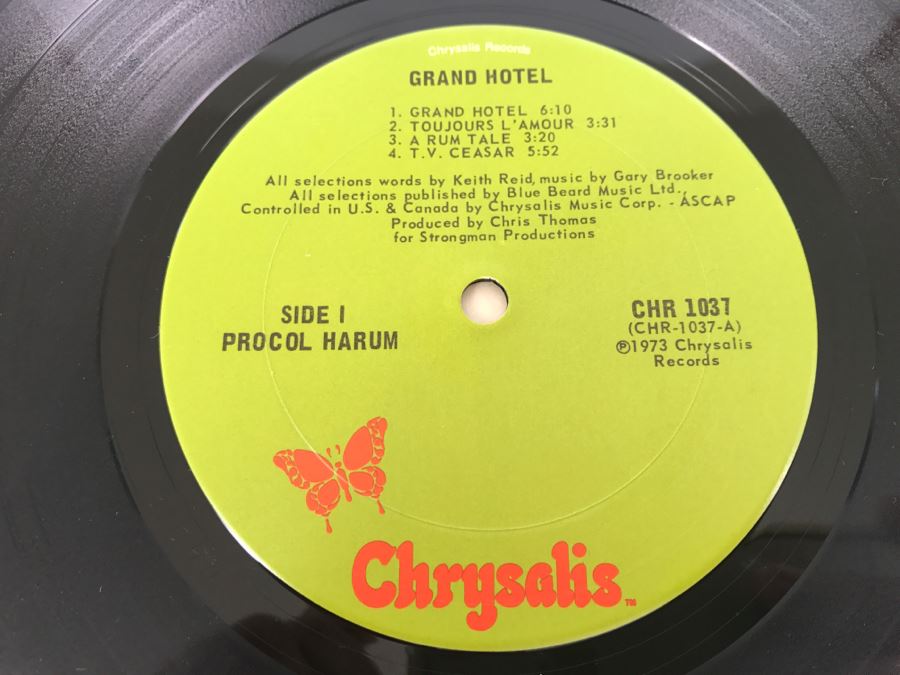 Chrysalis Records
GRAND HOTEL
1. GRAND HOTEL 6:10
2. TOUJOURS L'AMOUR 3:31
3. A RUM TALE 3:20
4. T.V. CEASAR 5:52
All selections words by Keith Reid, music by Gary Brooker
All selections published by Blue Beard Music Ltd.,
Controlled in U.S. & Canada by Chrysalis Music Corp. - ASCAP
Produced by Chris Thomas
for Strongman Productions
SIDE I
PROCOL HARUM
CHR 1037
(CHR-1037-A)
℗1973 Chrysalis
Records
Chrysalis TM